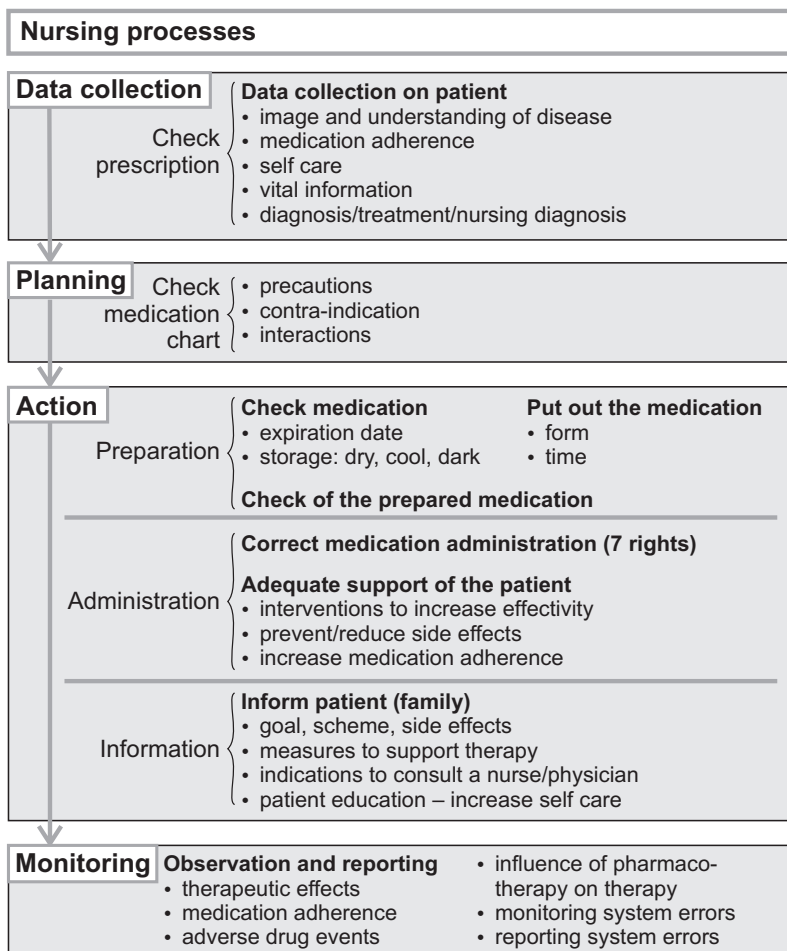 Nursing processes
Data collection
Check
prescription
Data collection on patient
• image and understanding of disease
• medication adherence
• self care
• vital information
• diagnosis/treatment/nursing diagnosis
Planning
Check
medication
chart
• precautions
• contra-indication
• interactions
Action
Preparation
Check medication
• expiration date
• storage: dry, cool, dark
Put out the medication
• form
• time
Check of the prepared medication
Administration
Correct medication administration (7 rights)
Adequate support of the patient
• interventions to increase effectivity
• prevent/reduce side effects
• increase medication adherence
Information
Inform patient (family)
• goal, scheme, side effects
• measures to support therapy
• indications to consult a nurse/physician
• patient education – increase self care
Monitoring
Observation and reporting
• therapeutic effects
• medication adherence
• adverse drug events
• influence of pharmaco-
therapy on therapy
• monitoring system errors
• reporting system errors